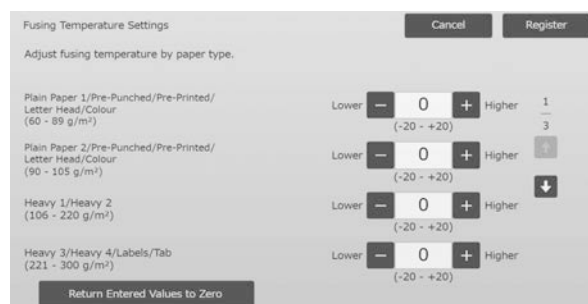 Fusing Temperature Settings
Cancel
Register
Adjust fusing temperature by paper type.
Plain Paper 1/Pre-Punched/Pre-Printed/
Letter Head/Colour
(60 - 89 g/m²)
Lower − 0 + Higher
(-20 - +20)
1
3
Plain Paper 2/Pre-Punched/Pre-Printed/
Letter Head/Colour
(90 - 105 g/m²)
Lower − 0 + Higher
(-20 - +20)
Heavy 1/Heavy 2
(106 - 220 g/m²)
Lower − 0 + Higher
(-20 - +20)
Heavy 3/Heavy 4/Labels/Tab
(221 - 300 g/m²)
Lower − 0 + Higher
(-20 - +20)
Return Entered Values to Zero